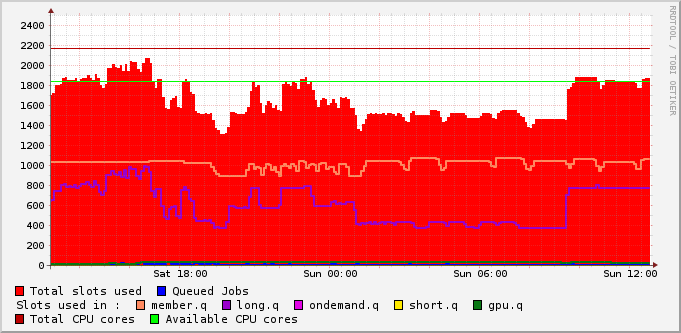 2400
2200
2000
1800
1600
1400
1200
1000
800
600
400
200
0
Sat 18:00 Sun 00:00 Sun 06:00 Sun 12:00
RRDTOOL / TOBI OETIKER
Total slots used Queued Jobs
Slots used in : member.q long.q ondemand.q short.q gpu.q
Total CPU cores Available CPU cores